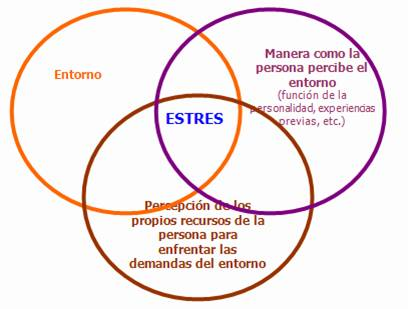 Entorno
Manera como la
persona percibe el
entorno
(función de la
personalidad, experiencias
previas, etc.)
ESTRES
Percepción de los
propios recursos de la
persona para
enfrentar las
demandas del entorno